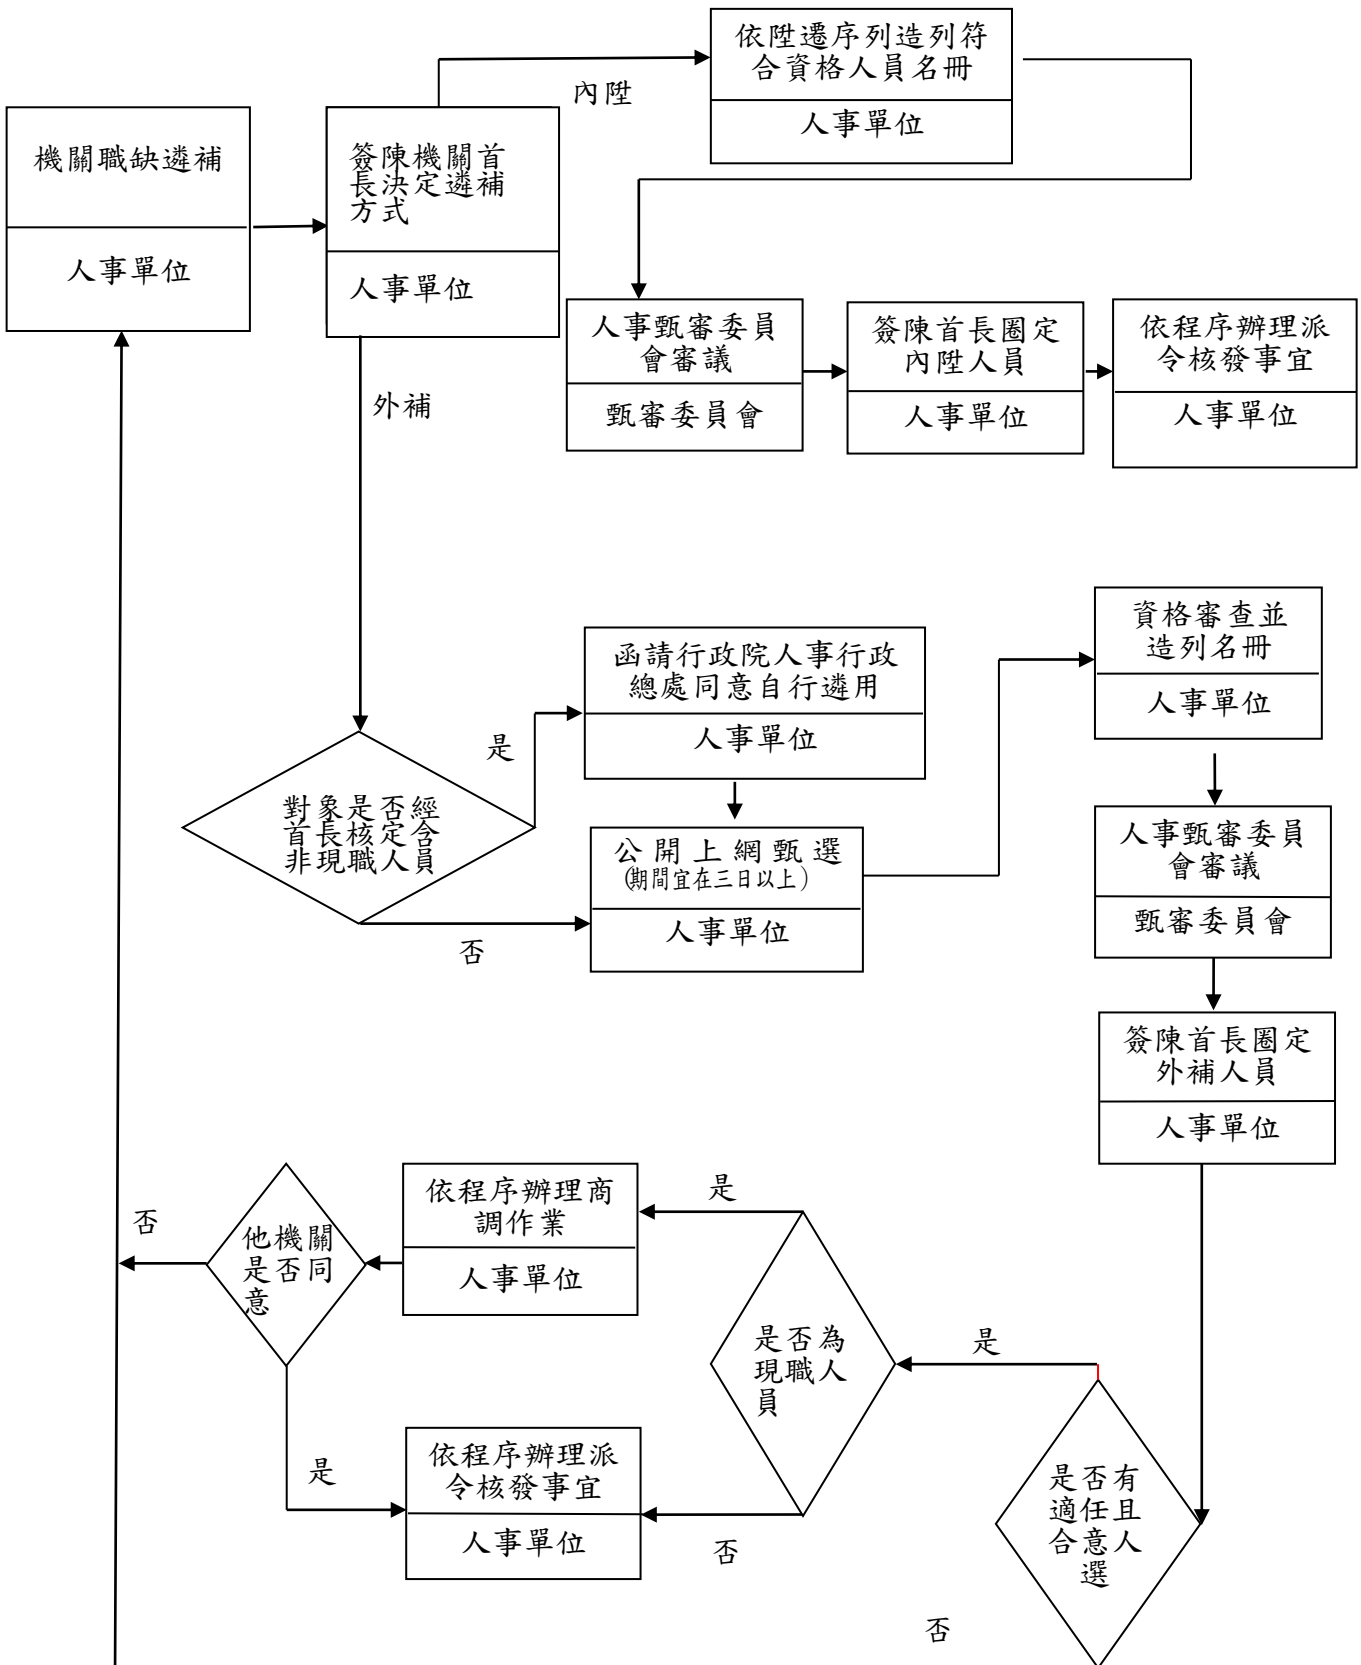 依陞遷序列造列符
合資格人員名冊
人事單位
內陞
機關職缺遴補
人事單位
簽陳機關首
長決定遴補
方式
人事單位
人事甄審委員
會審議
甄審委員會
簽陳首長圈定
內陞人員
人事單位
依程序辦理派
令核發事宜
人事單位
外補
函請行政院人事行政
總處同意自行遴用
人事單位
資格審查並
造列名冊
人事單位
是
對象是否經
首長核定含
非現職人員
公開上網甄選
(期間宜在三日以上)
人事單位
否
人事甄審委員
會審議
甄審委員會
簽陳首長圈定
外補人員
人事單位
否
他機關
是否同
意
依程序辦理商
調作業
人事單位
是
是否為
現職人
員
是
是
依程序辦理派
令核發事宜
人事單位
否
是否有
適任且
合意人
選
否